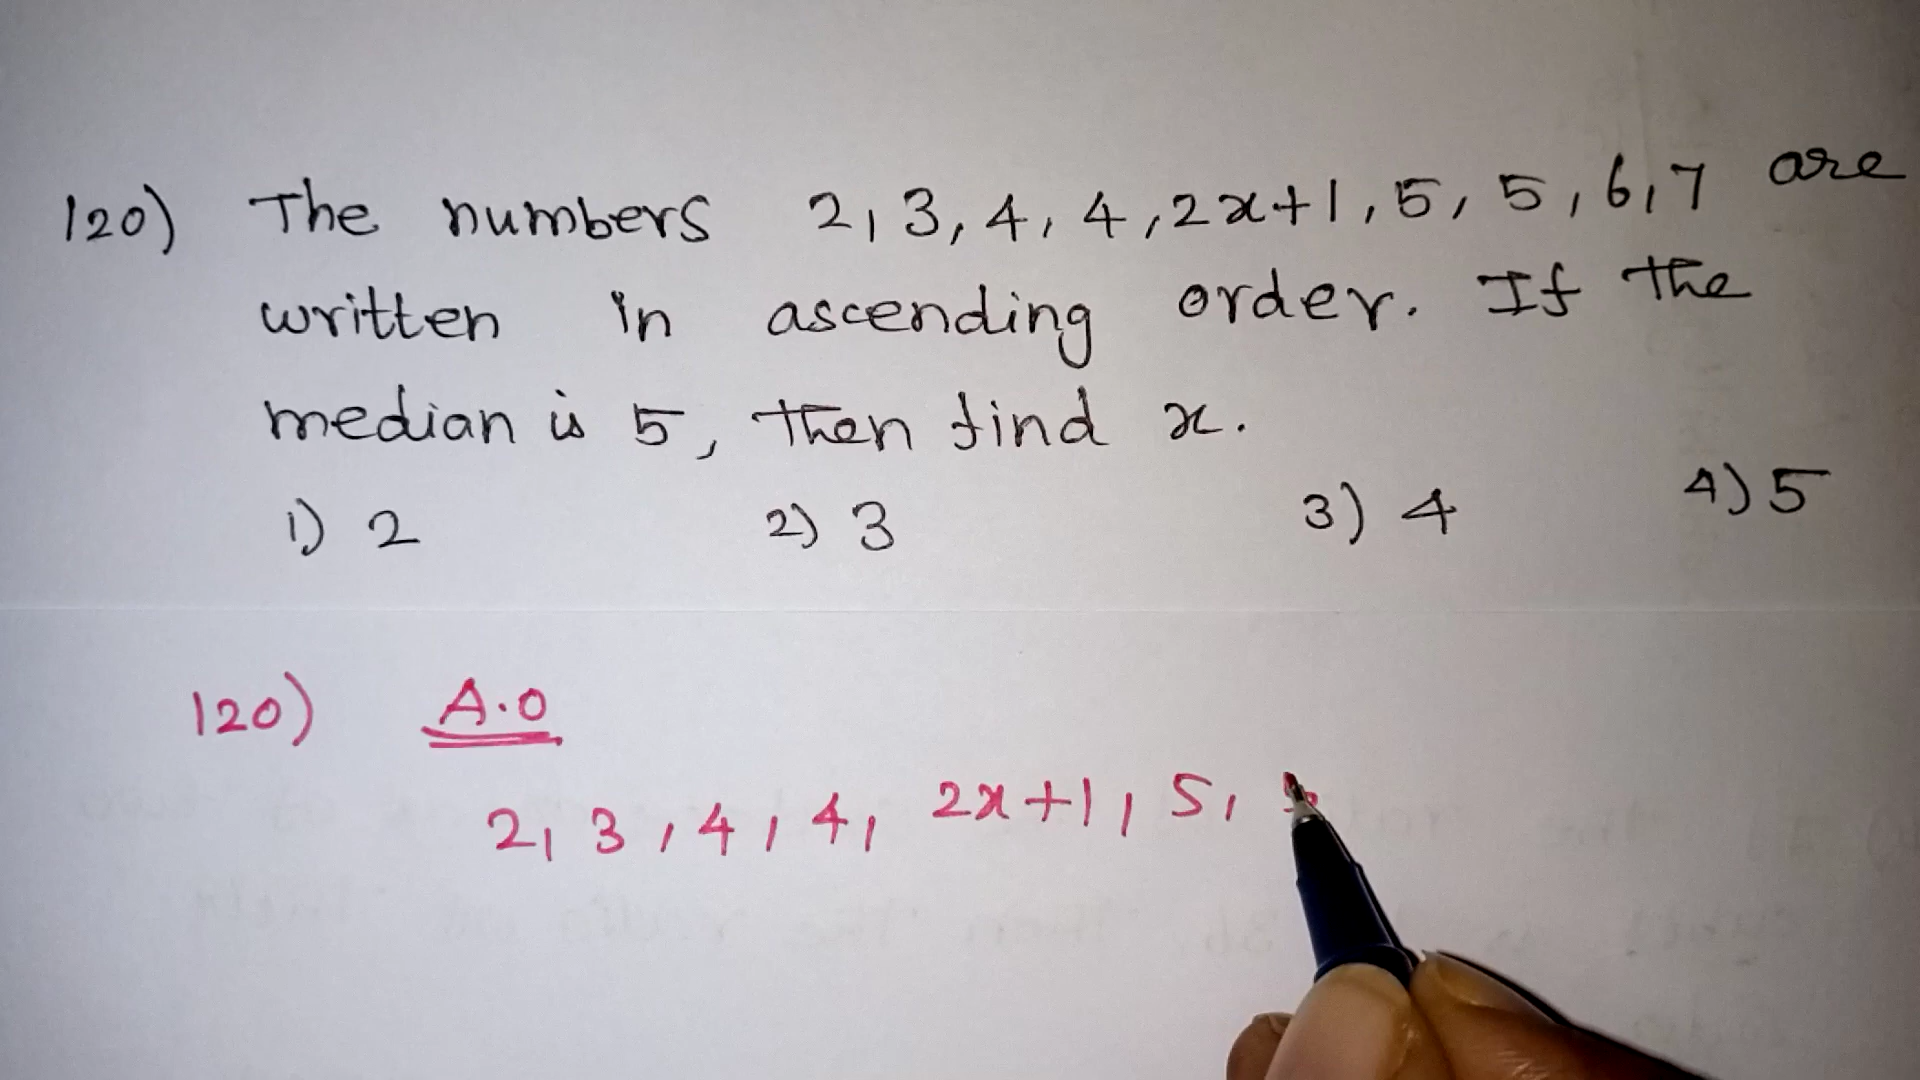 120) The numbers 2, 3, 4, 4, 2x+1, 5, 5, 6, 7 are
written in ascending order. If the
median is 5, then find x.
1) 2 2) 3 3) 4 4) 5
120) A.O
2, 3, 4, 4, 2x+1, 5,